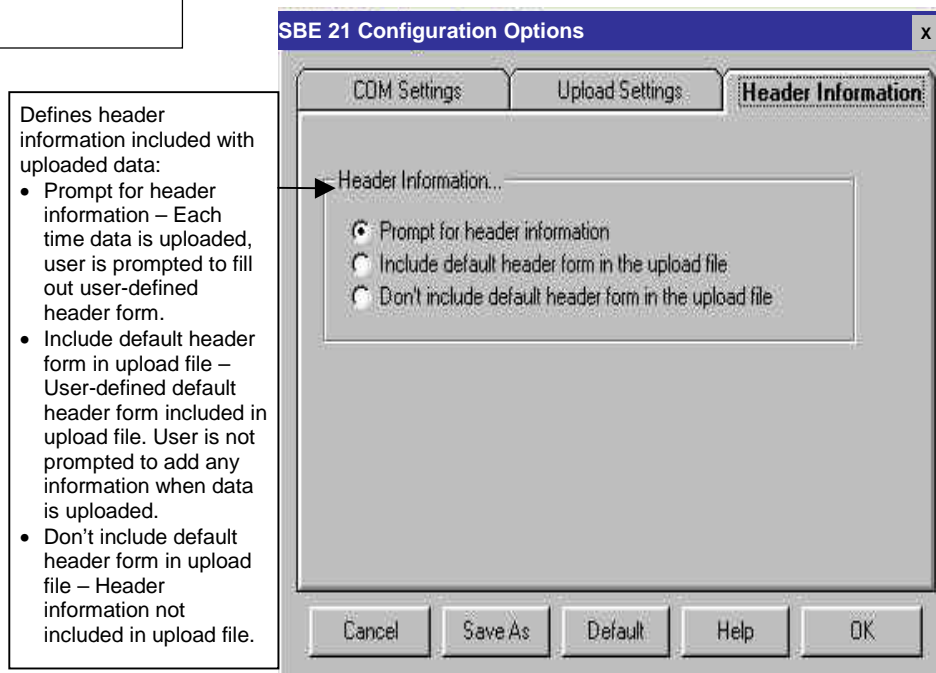 SBE 21 Configuration Options
x
COM Settings
Upload Settings
Header Information
Defines header
information included with
uploaded data:
• Prompt for header
information – Each
time data is uploaded,
user is prompted to fill
out user-defined
header form.
• Include default header
form in upload file –
User-defined default
header form included in
upload file. User is not
prompted to add any
information when data
is uploaded.
• Don't include default
header form in upload
file – Header
information not
included in upload file.
Header Information...
Prompt for header information
Include default header form in the upload file
Don't include default header form in the upload file
Cancel
Save As
Default
Help
OK